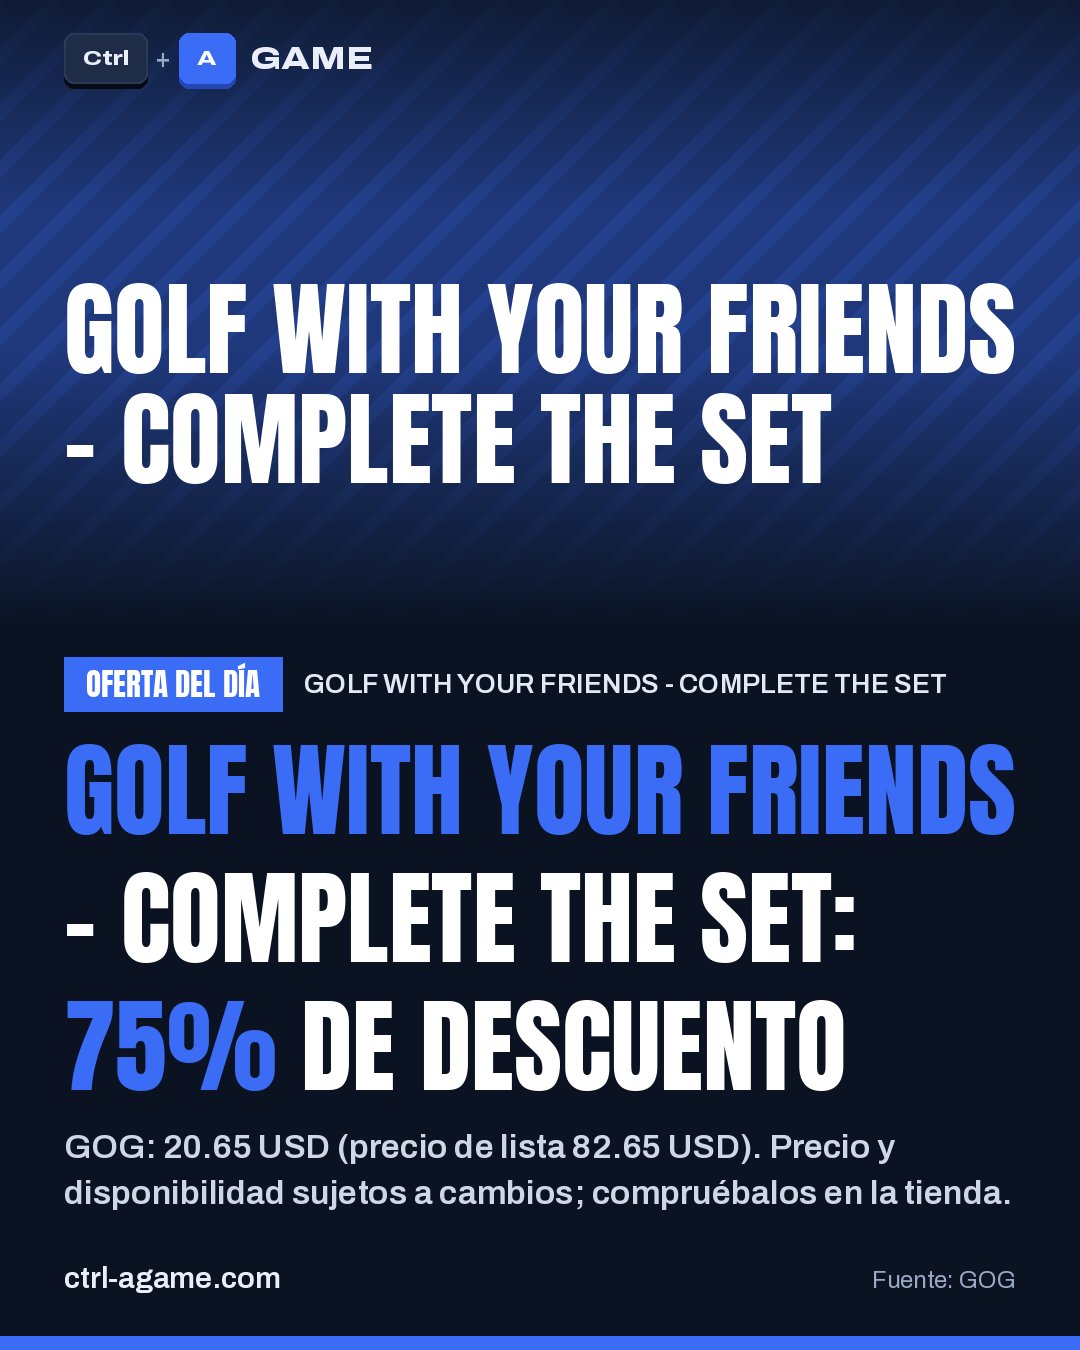 Ctrl + A GAME
GOLF WITH YOUR FRIENDS
- COMPLETE THE SET
OFERTA DEL DÍA GOLF WITH YOUR FRIENDS - COMPLETE THE SET
GOLF WITH YOUR FRIENDS
- COMPLETE THE SET:
75% DE DESCUENTO
GOG: 20.65 USD (precio de lista 82.65 USD). Precio y
disponibilidad sujetos a cambios; compruébalos en la tienda.
ctrl-agame.com Fuente: GOG